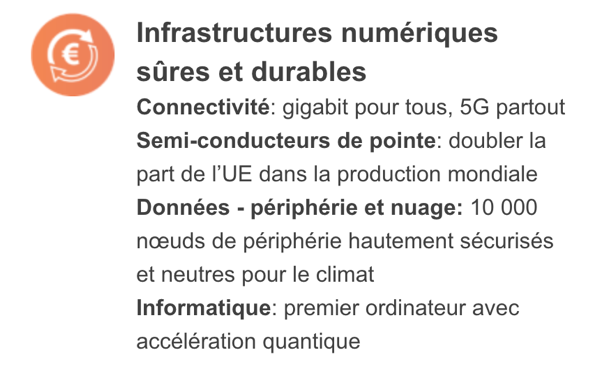 Infrastructures numériques
sûres et durables
Connectivité: gigabit pour tous, 5G partout
Semi-conducteurs de pointe: doubler la
part de l’UE dans la production mondiale
Données - périphérie et nuage: 10 000
nœuds de périphérie hautement sécurisés
et neutres pour le climat
Informatique: premier ordinateur avec
accélération quantique